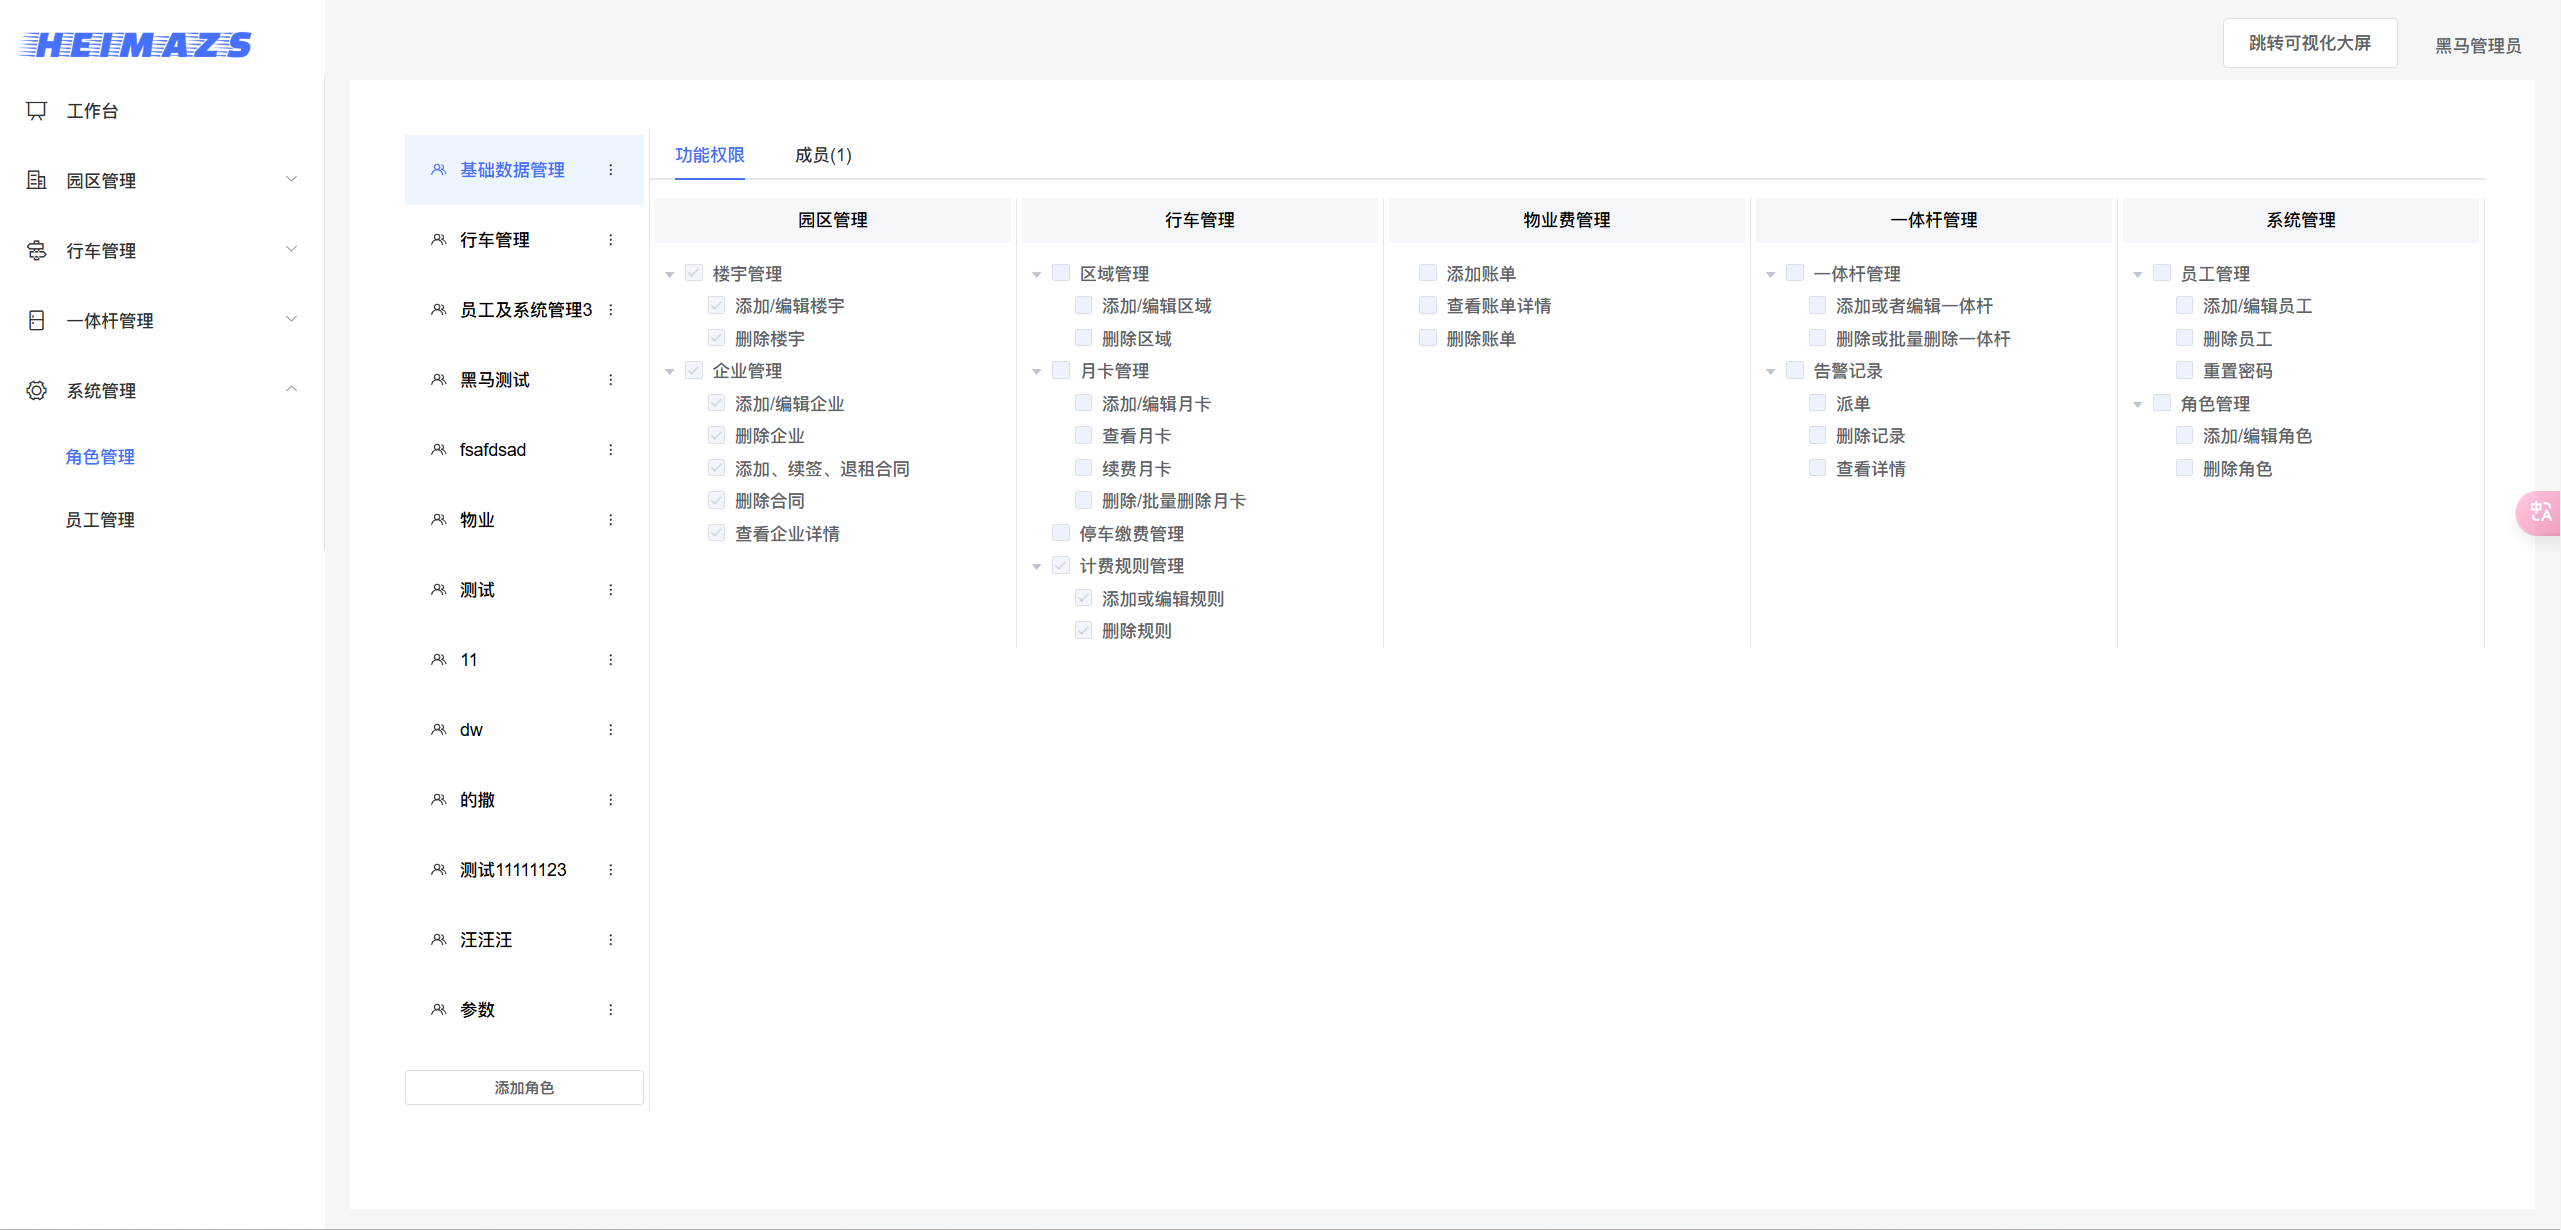 HEIMAZS
跳转可视化大屏
黑马管理员
工作台
园区管理
行车管理
一体杆管理
系统管理
角色管理
员工管理
基础数据管理
行车管理
员工及系统管理3
黑马测试
fsafdsad
物业
测试
11
dw
的撒
测试11111123
汪汪汪
参数
添加角色
功能权限
成员(1)
园区管理
楼宇管理
添加/编辑楼宇
删除楼宇
企业管理
添加/编辑企业
删除企业
添加、续签、退租合同
删除合同
查看企业详情
行车管理
区域管理
添加/编辑区域
删除区域
月卡管理
添加/编辑月卡
查看月卡
续费月卡
删除/批量删除月卡
停车缴费管理
计费规则管理
添加或编辑规则
删除规则
物业费管理
添加账单
查看账单详情
删除账单
一体杆管理
一体杆管理
添加或者编辑一体杆
删除或批量删除一体杆
告警记录
派单
删除记录
查看详情
系统管理
员工管理
添加/编辑员工
删除员工
重置密码
角色管理
添加/编辑角色
删除角色
中A